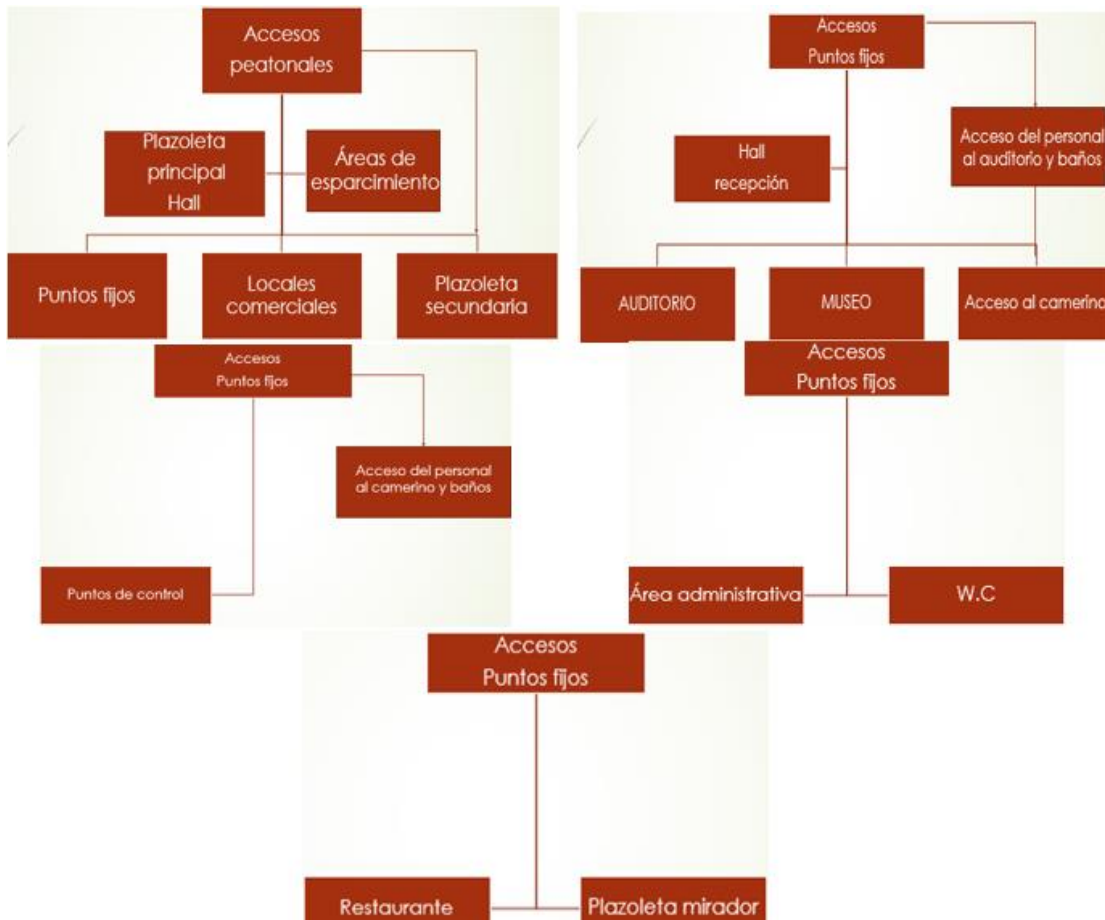 Accesos
peatonales
Plazoleta
principal
Hall
Áreas de
esparcimiento
Puntos fijos
Locales
comerciales
Plazoleta
secundaria
Accesos
Puntos fijos
Hall
recepción
Acceso del personal
al auditorio y baños
AUDITORIO
MUSEO
Acceso al camerino
Accesos
Puntos fijos
Acceso del personal
al camerino y baños
Puntos de control
Accesos
Puntos fijos
Área administrativa
W.C
Accesos
Puntos fijos
Restaurante
Plazoleta mirador